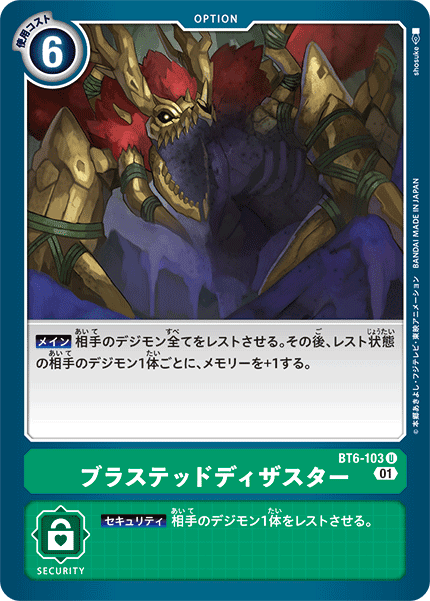 OPTION
使用コスト
6
shosuke
メイン 相手のデジモン全てをレストさせる。その後、レスト状態
の相手のデジモン1体ごとに、メモリーを+1する。
© 本郷あきよし・フジテレビ・東映アニメーション BANDAI MADE IN JAPAN
BT6-103 U
ブラステッドディザスター
01
セキュリティ 相手のデジモン1体をレストさせる。
SECURITY